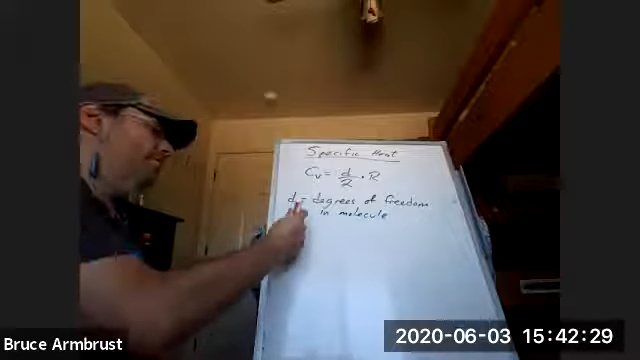 Specific Heat
Cv = d/2 · R
d = degrees of freedom
in molecule
Bruce Armbrust
2020-06-03 15:42:29